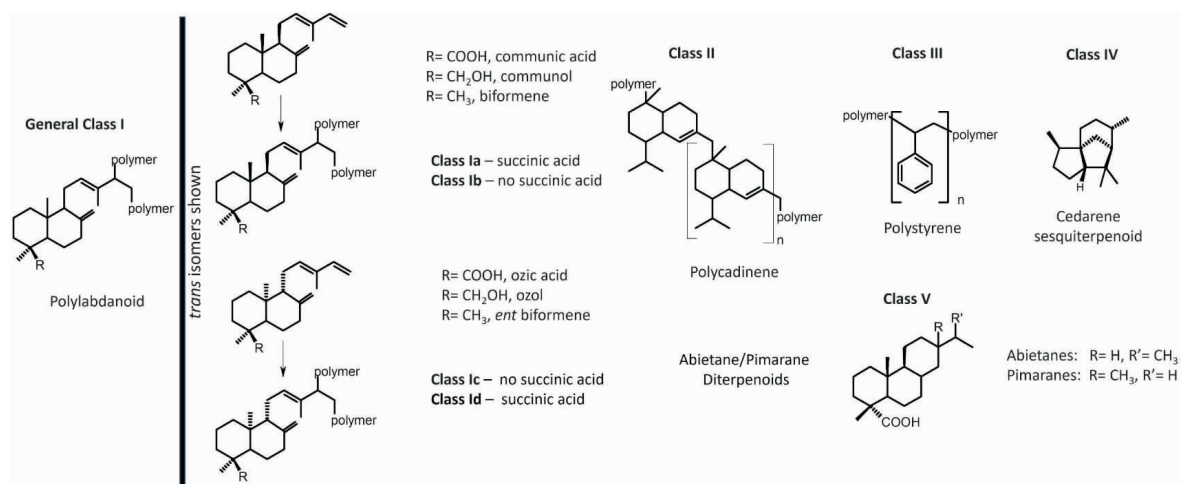 General Class I
polymer
polymer
R
Polylabdanoid
trans isomers shown
R
R= COOH, communic acid
R= CH2OH, communol
R= CH3, biformene
polymer
polymer
R
Class Ia – succinic acid
Class Ib – no succinic acid
R
R= COOH, ozic acid
R= CH2OH, ozol
R= CH3, ent biformene
polymer
polymer
R
Class Ic – no succinic acid
Class Id – succinic acid
Class II
polymer
polymer
n
Polycadinene
Class III
polymer
polymer
n
Polystyrene
Class IV
H
Cedarene
sesquiterpenoid
Abietane/Pimarane
Diterpenoids
Class V
R R'
COOH
Abietanes: R= H, R'= CH3
Pimaranes: R= CH3, R'= H